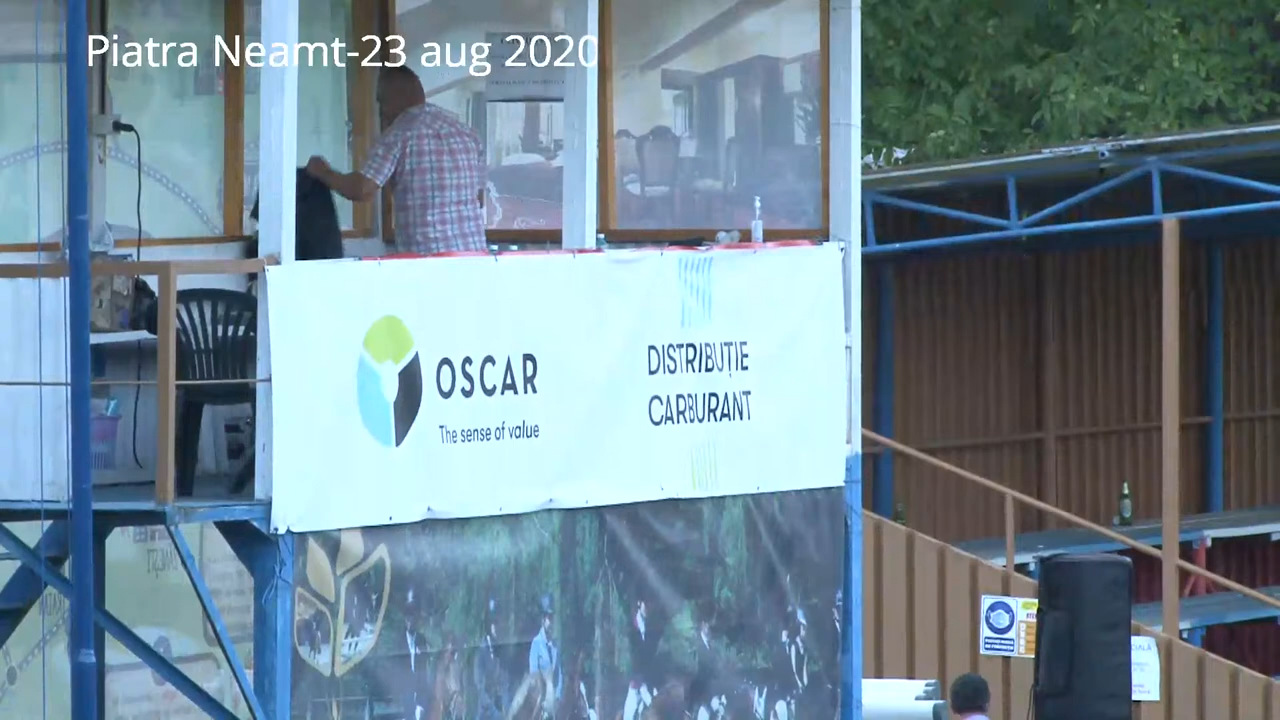 Piatra Neamt-23 aug 2020
OSCAR
The sense of value
DISTRIBUȚIE
CARBURANT